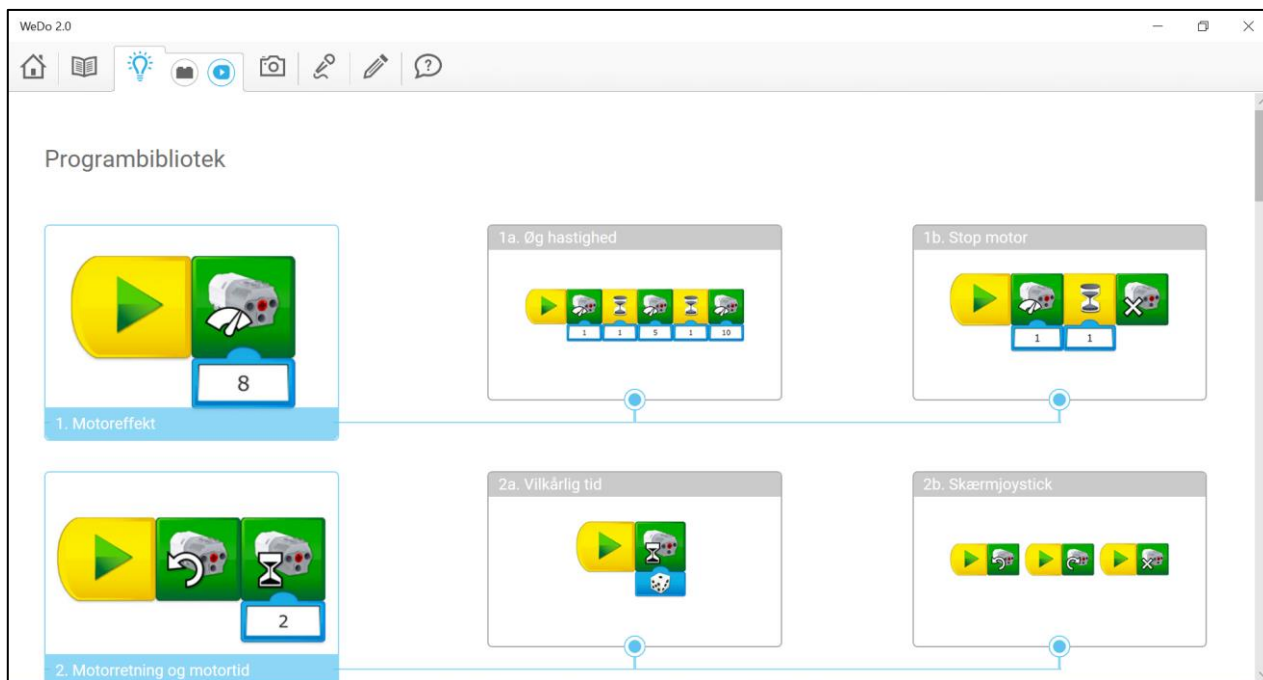 WeDo 2.0
Programbibliotek
8
1. Motoreffekt
1a. Øg hastighed
1 1 5 1 10
1b. Stop motor
1 1
2
2. Motorretning og motortid
2a. Vilkårlig tid
2b. Skærmjoystick